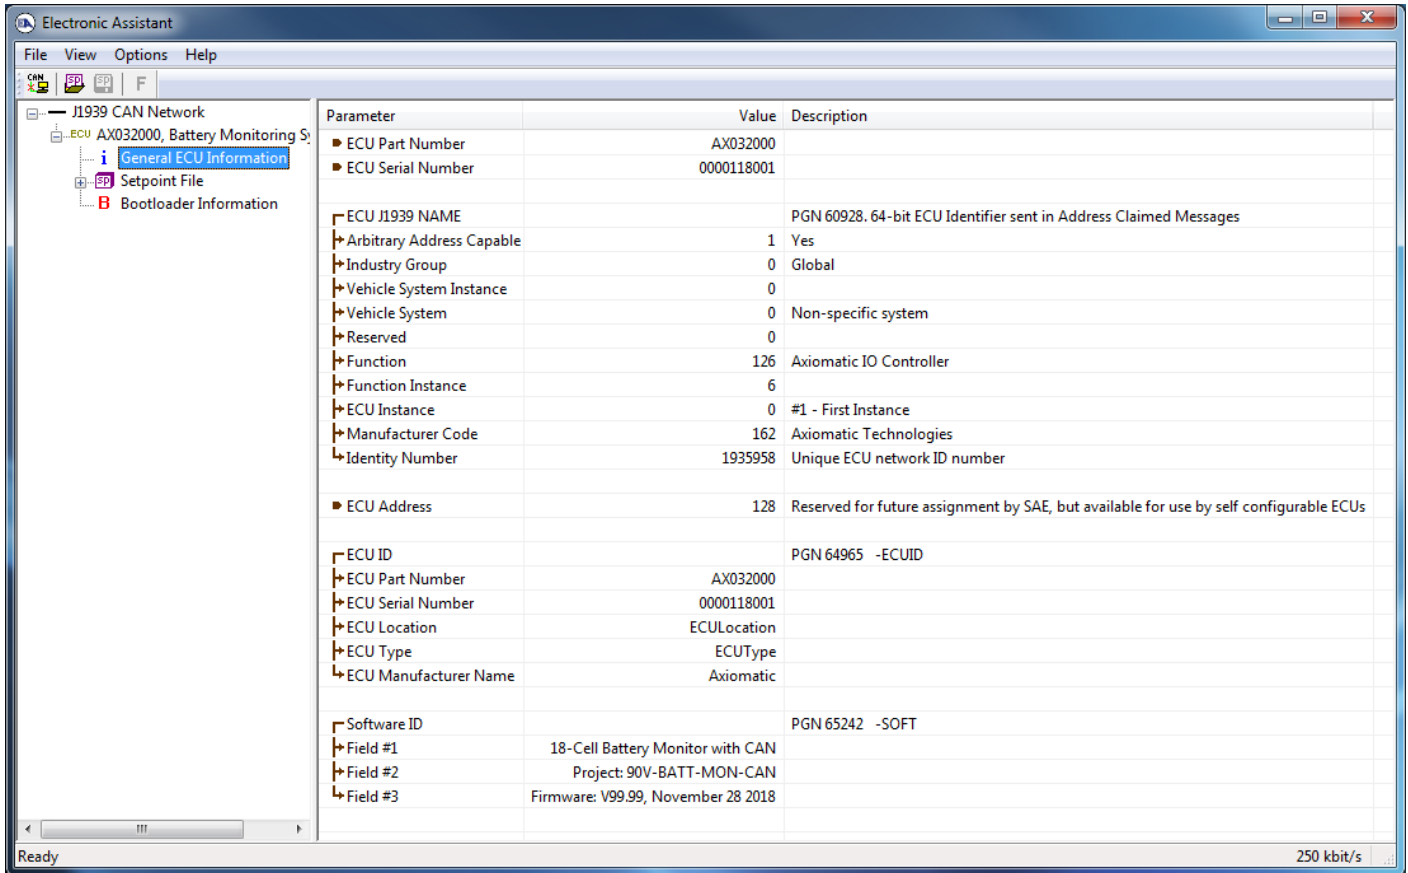 Electronic Assistant
File View Options Help
CAN SP SP F
J1939 CAN Network
ECU AX032000, Battery Monitoring Sy
i General ECU Information
SP Setpoint File
B Bootloader Information
Parameter Value Description
ECU Part Number AX032000
ECU Serial Number 0000118001
ECU J1939 NAME PGN 60928. 64-bit ECU Identifier sent in Address Claimed Messages
Arbitrary Address Capable 1 Yes
Industry Group 0 Global
Vehicle System Instance 0
Vehicle System 0 Non-specific system
Reserved 0
Function 126 Axiomatic IO Controller
Function Instance 6
ECU Instance 0 #1 - First Instance
Manufacturer Code 162 Axiomatic Technologies
Identity Number 1935958 Unique ECU network ID number
ECU Address 128 Reserved for future assignment by SAE, but available for use by self configurable ECUs
ECU ID PGN 64965 -ECUID
ECU Part Number AX032000
ECU Serial Number 0000118001
ECU Location ECULocation
ECU Type ECUType
ECU Manufacturer Name Axiomatic
Software ID PGN 65242 -SOFT
Field #1 18-Cell Battery Monitor with CAN
Field #2 Project: 90V-BATT-MON-CAN
Field #3 Firmware: V99.99, November 28 2018
Ready 250 kbit/s